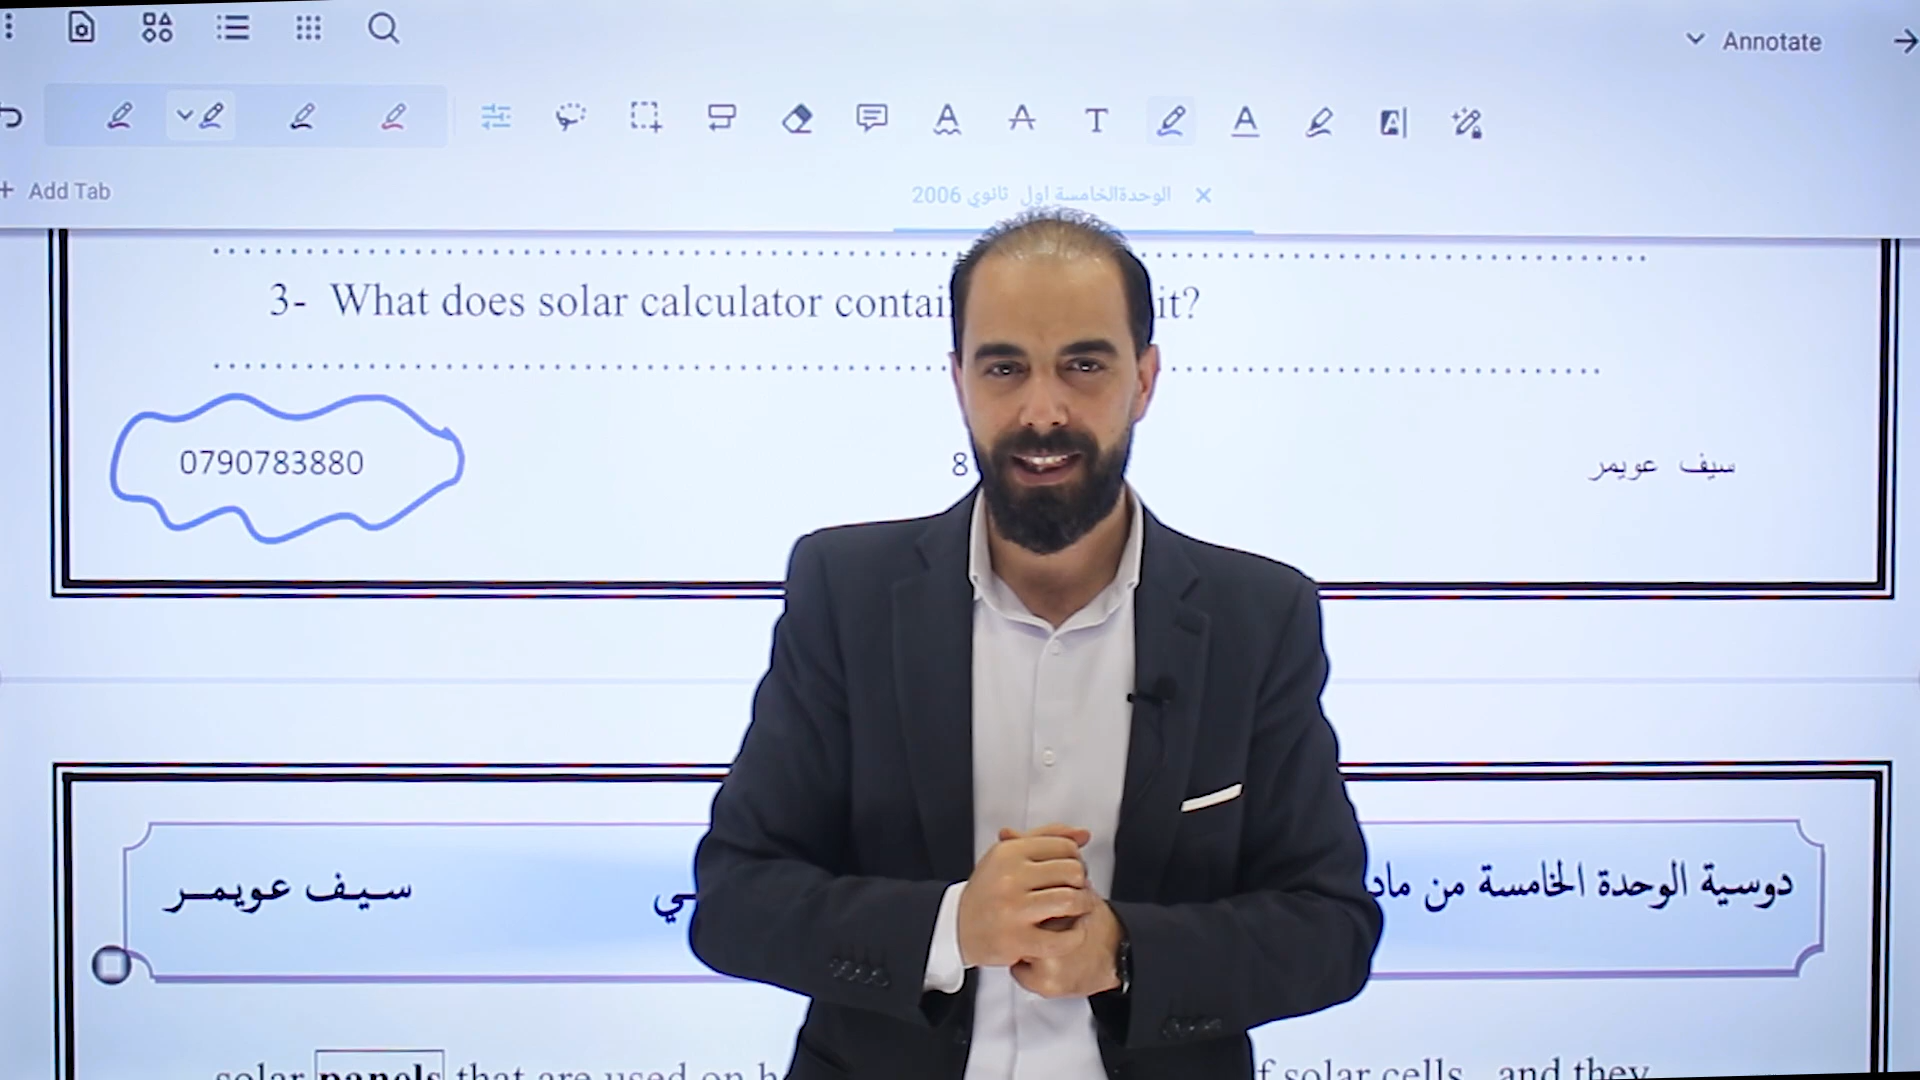 Annotate
Add Tab
الوحدةالخامسة اول ثانوي 2006
3- What does solar calculator contai it?
0790783880
8
سيف عويمر
دوسية الوحدة الخامسة من
سيف عويمر
solar panels that are used on
solar cells, and they